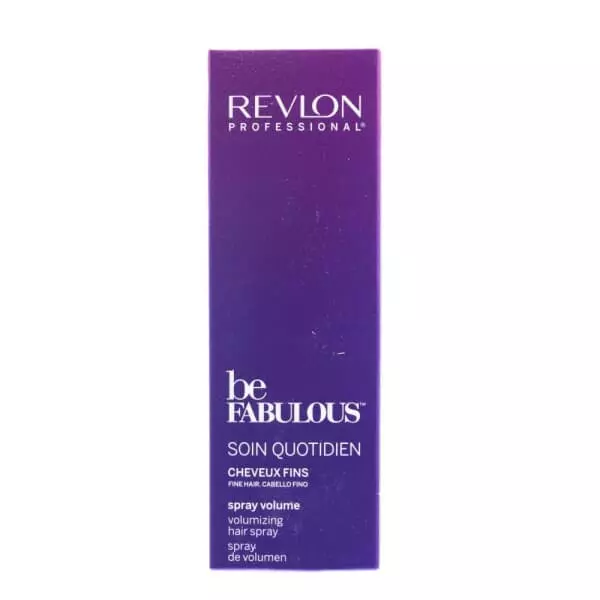 REVLON
PROFESSIONAL®
be
FABULOUS™
SOIN QUOTIDIEN
CHEVEUX FINS
FINE HAIR. CABELLO FINO
spray volume
volumizing
hair spray
spray
de volumen